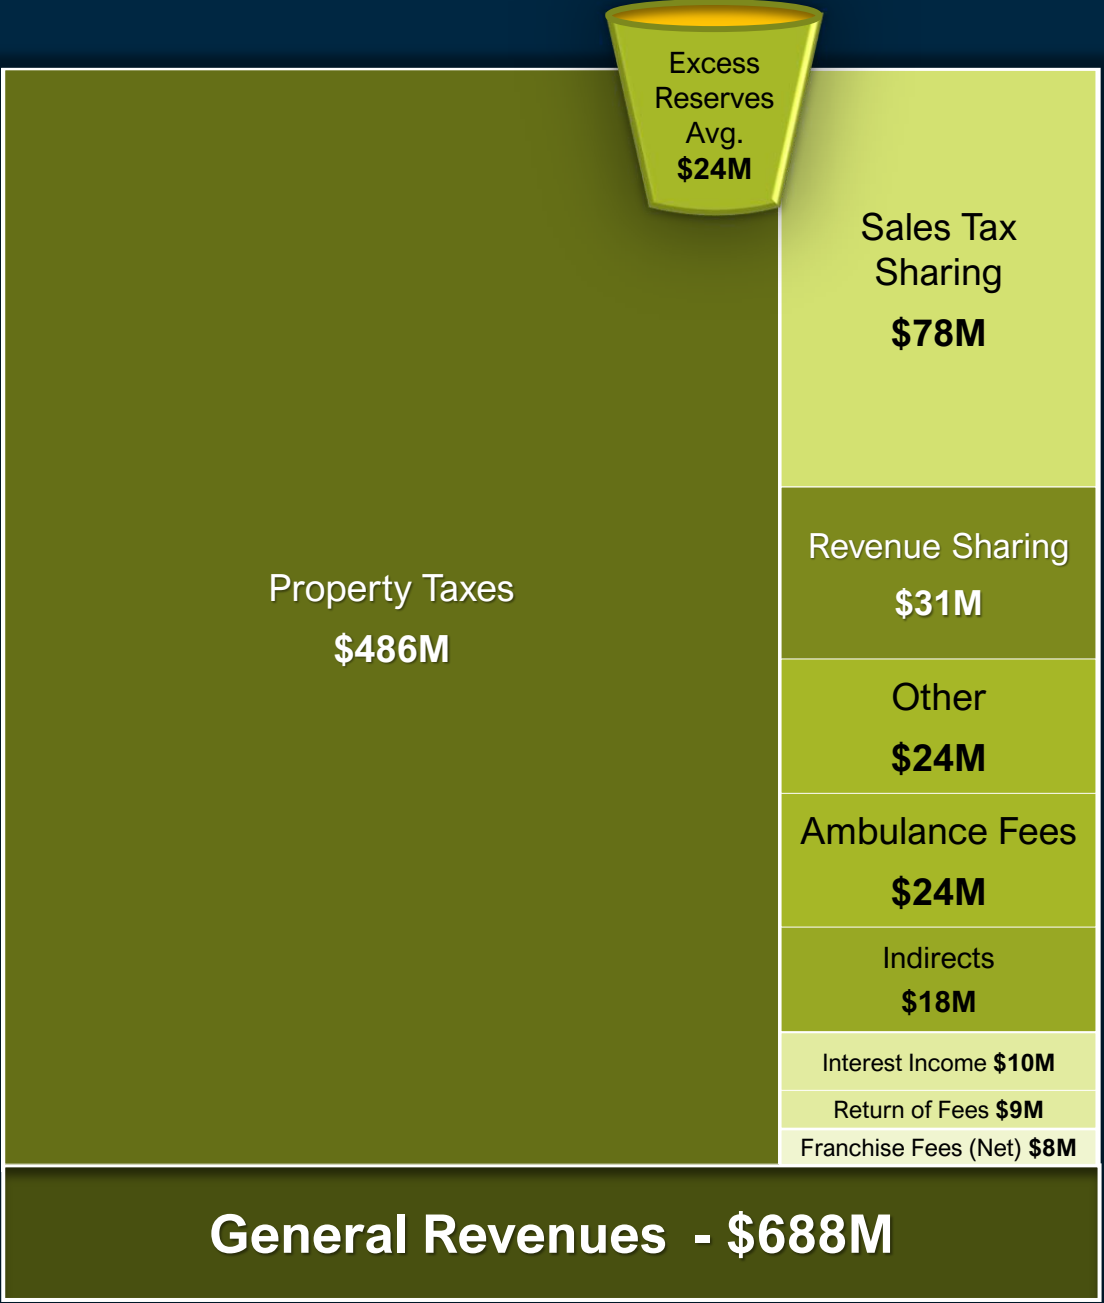 Excess
Reserves
Avg.
$24M
Sales Tax
Sharing
$78M
Property Taxes
$486M
Revenue Sharing
$31M
Other
$24M
Ambulance Fees
$24M
Indirects
$18M
Interest Income $10M
Return of Fees $9M
Franchise Fees (Net) $8M
General Revenues - $688M